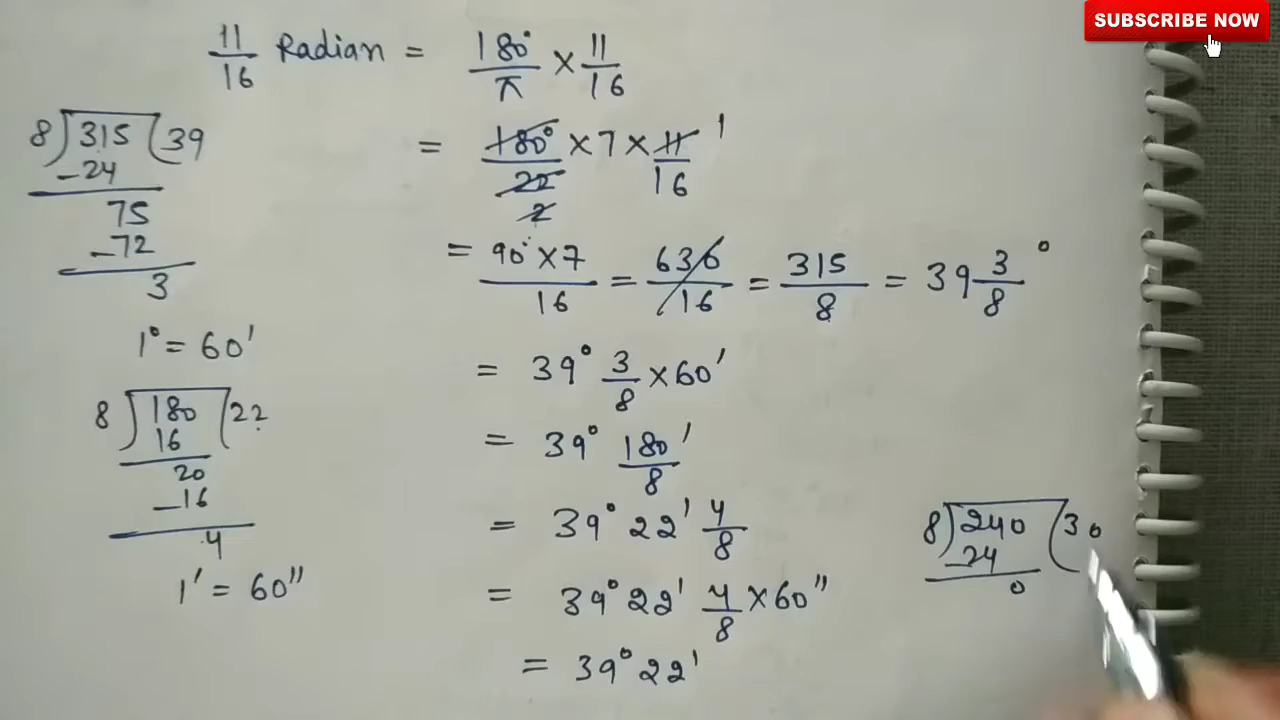 SUBSCRIBE NOW
11/16 Radian = 180°/π × 11/16
8)315(39
-24
75
-72
3
= 180°/22 × 7 × 11/16 1
2
= 90°×7/16 = 630/16 = 315/8 = 39 3/8 °
1° = 60'
= 39° 3/8 × 60'
8)180(22
16
20
-16
4
= 39° 180'/8
= 39° 22' 4/8
8)240(30
-24
0
1' = 60"
= 39° 22' 4/8 × 60"
= 39° 22'